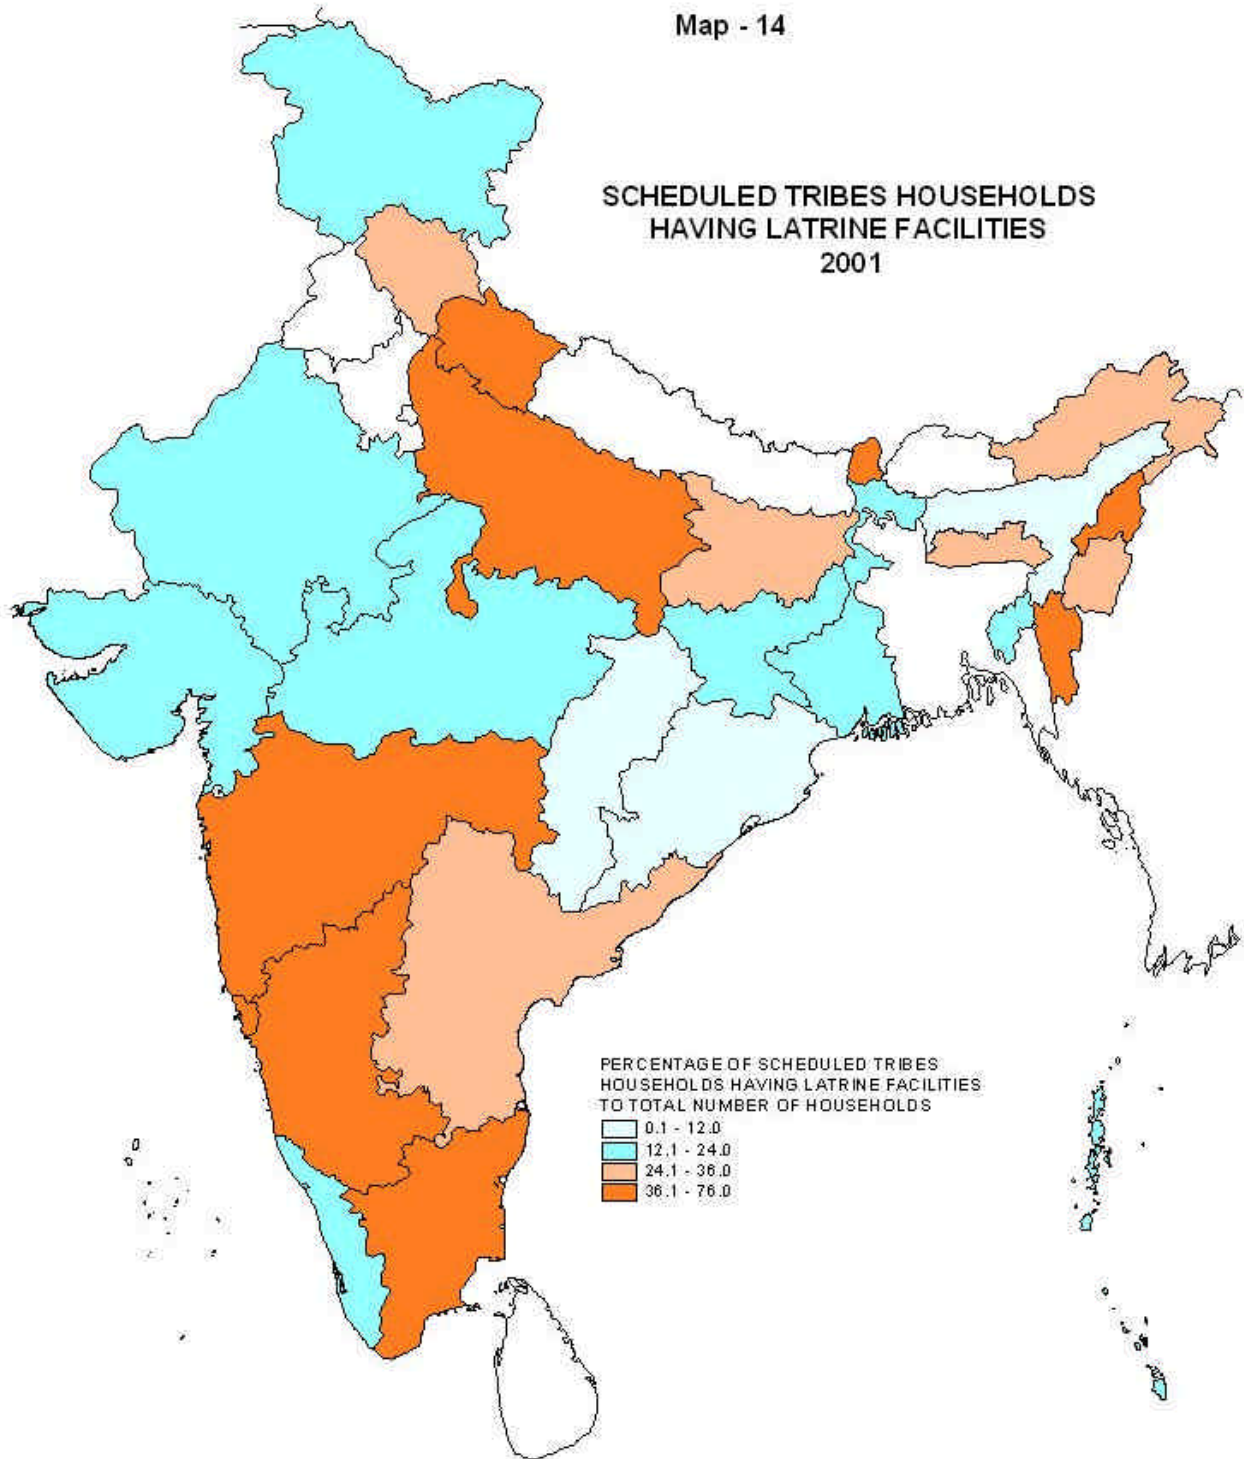 Map - 14
SCHEDULED TRIBES HOUSEHOLDS
HAVING LATRINE FACILITIES
2001
PERCENTAGE OF SCHEDULED TRIBES
HOUSEHOLDS HAVING LATRINE FACILITIES
TO TOTAL NUMBER OF HOUSEHOLDS
0.1 - 12.0
12.1 - 24.0
24.1 - 36.0
36.1 - 76.0